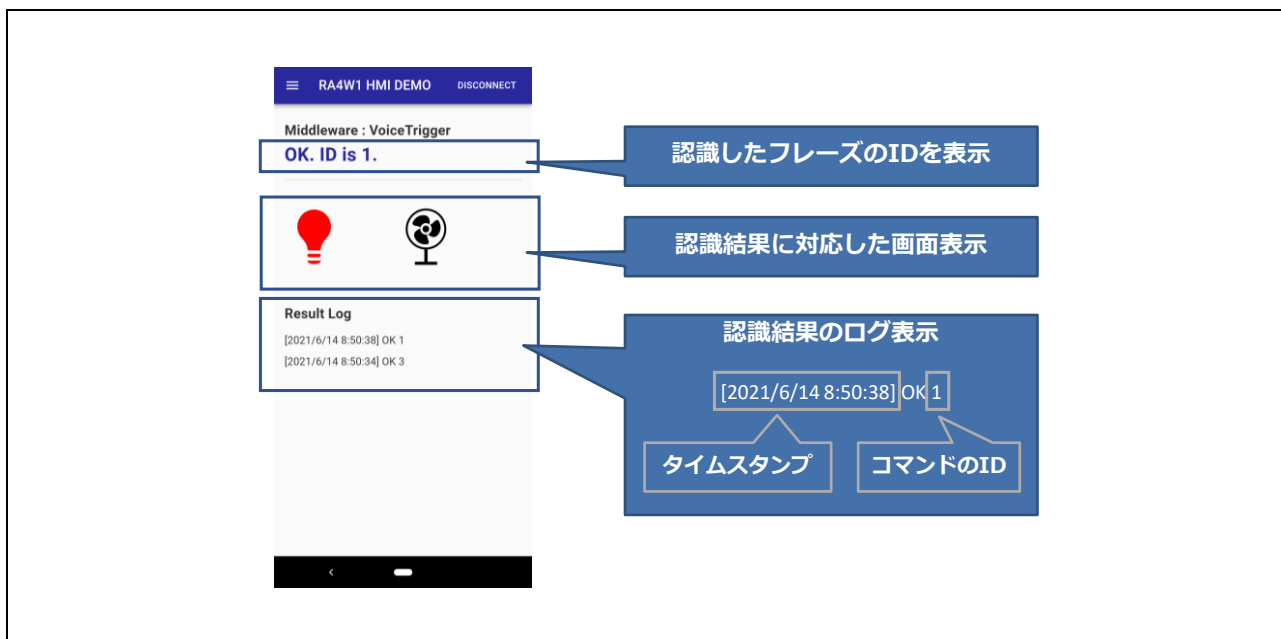 RA4W1 HMI DEMO DISCONNECT
Middleware : VoiceTrigger
OK. ID is 1.
認識したフレーズのIDを表示
認識結果に対応した画面表示
Result Log
[2021/6/14 8:50:38] OK 1
[2021/6/14 8:50:34] OK 3
認識結果のログ表示
[2021/6/14 8:50:38] OK 1
タイムスタンプ
コマンドのID